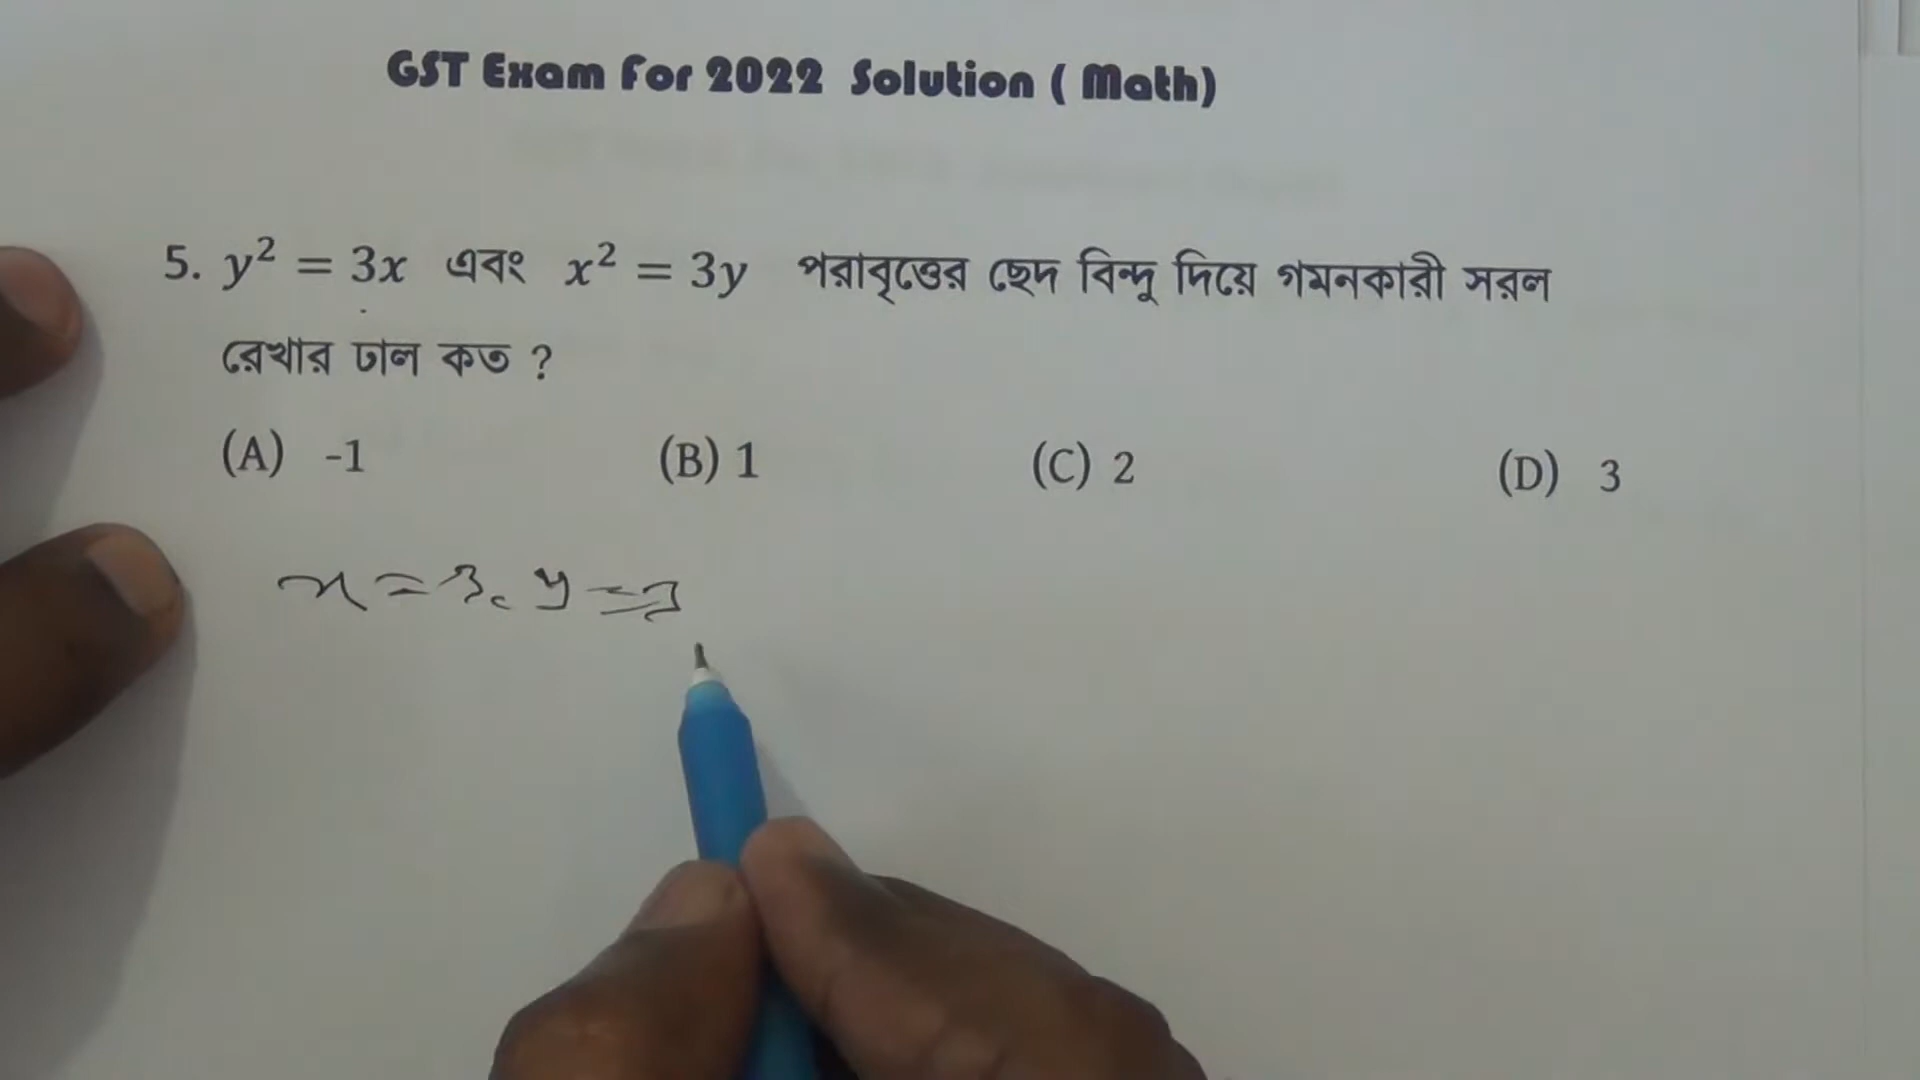 GST Exam For 2022 Solution ( Math)
5. y² = 3x এবং x² = 3y পরাবৃত্তের ছেদ বিন্দু দিয়ে গমনকারী সরল
রেখার ঢাল কত ?
(A) -1 (B) 1 (C) 2 (D) 3
x = 3, y = 3